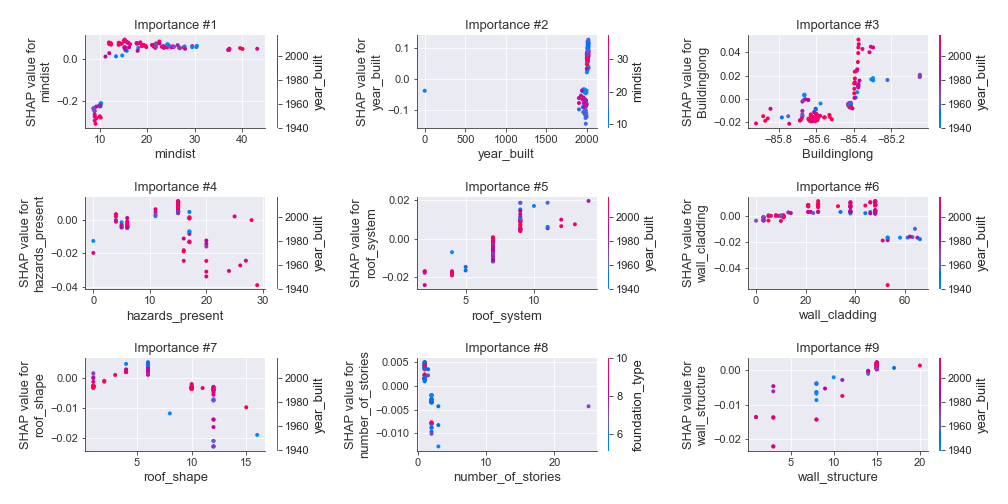 Importance #1
Importance #2
Importance #3
SHAP value for
mindist
0.0
−0.2
10 20 30 40
mindist
2000
1980
1960
1940
year_built
SHAP value for
year_built
0.1
0.0
−0.1
0 500 1000 1500 2000
year_built
30
20
10
mindist
SHAP value for
Buildinglong
0.04
0.02
0.00
−0.02
−85.8 −85.6 −85.4 −85.2
Buildinglong
2000
1980
1960
1940
year_built
Importance #4
Importance #5
Importance #6
SHAP value for
hazards_present
0.00
−0.02
−0.04
0 10 20 30
hazards_present
2000
1980
1960
1940
year_built
SHAP value for
roof_system
0.02
0.00
−0.02
5 10
roof_system
2000
1980
1960
1940
year_built
SHAP value for
wall_cladding
0.00
−0.02
−0.04
0 20 40 60
wall_cladding
2000
1980
1960
1940
year_built
Importance #7
Importance #8
Importance #9
SHAP value for
roof_shape
0.00
−0.01
−0.02
5 10 15
roof_shape
2000
1980
1960
1940
year_built
SHAP value for
number_of_stories
0.005
0.000
−0.005
−0.010
0 10 20
number_of_stories
10
8
6
foundation_type
SHAP value for
wall_structure
0.00
−0.01
−0.02
5 10 15 20
wall_structure
2000
1980
1960
1940
year_built